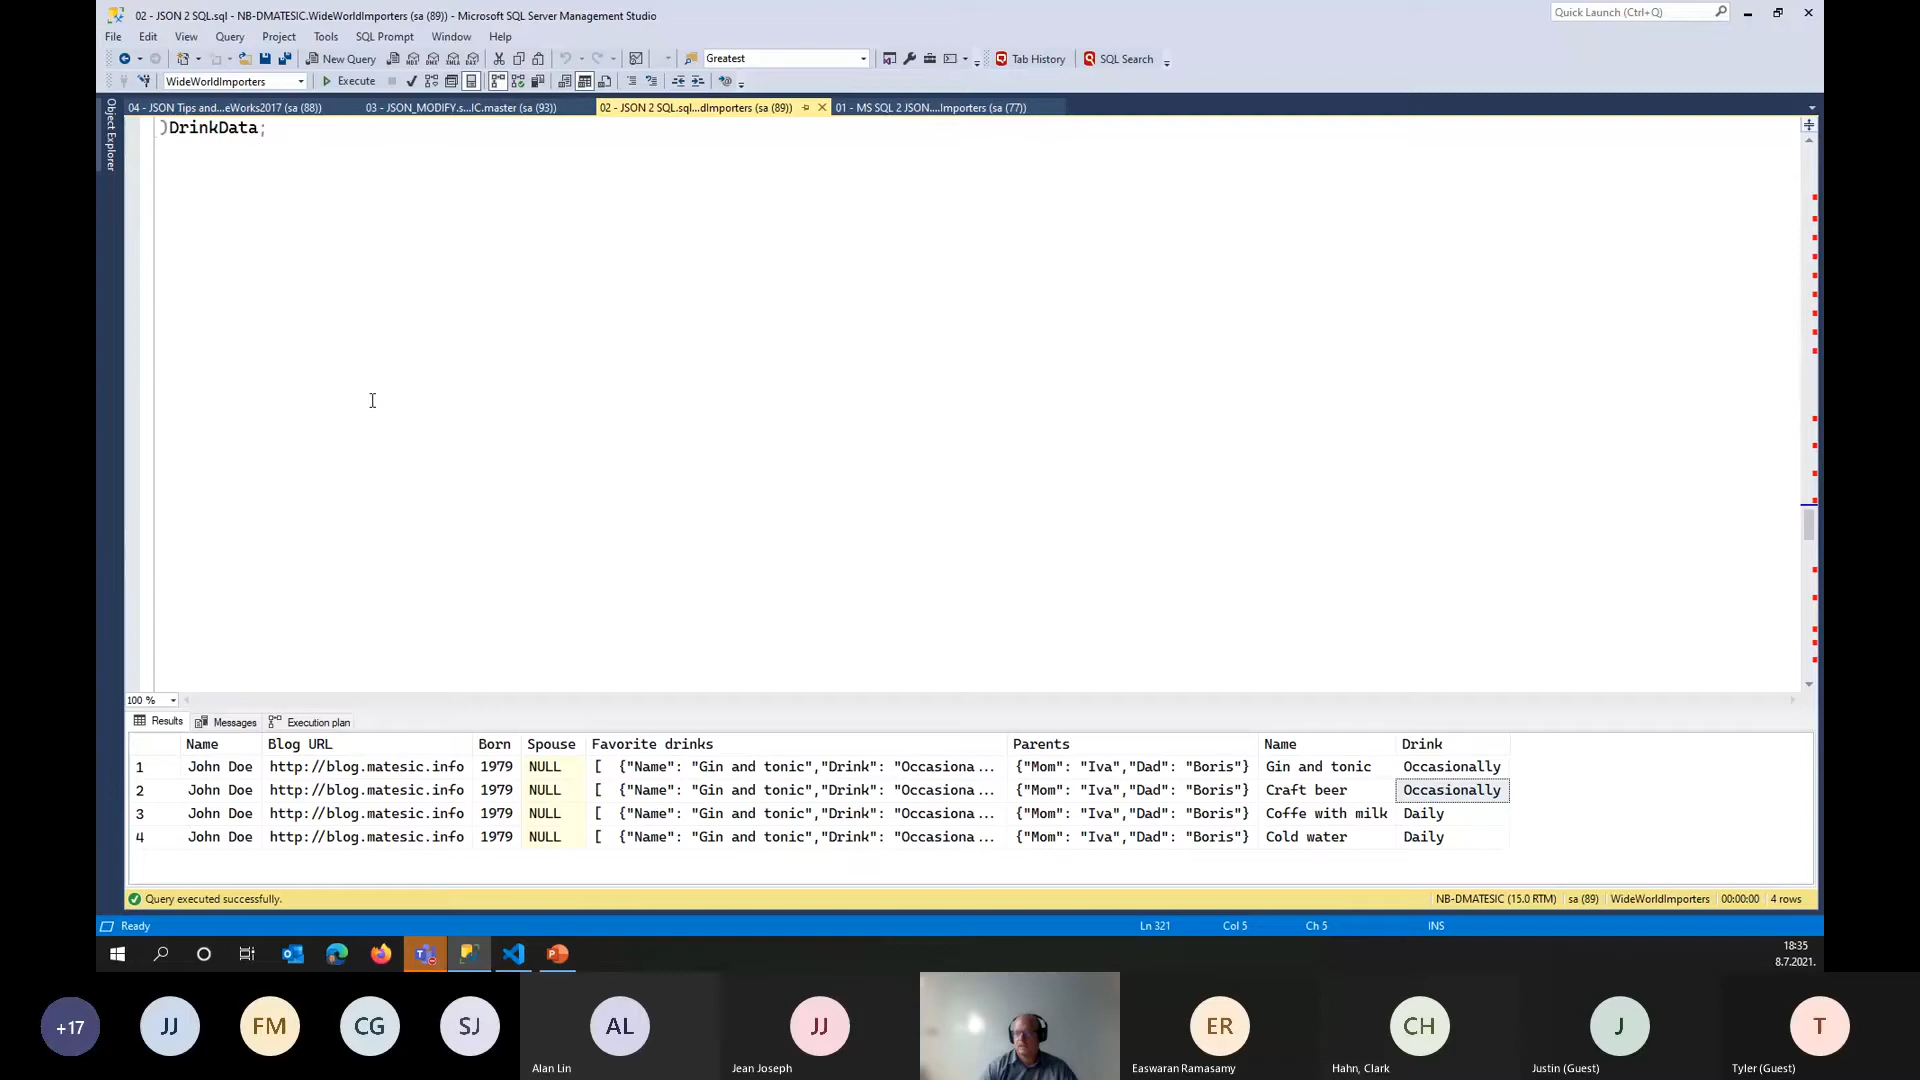 02 - JSON 2 SQL.sql - NB-DMATESIC.WideWorldImporters (sa (89)) - Microsoft SQL Server Management Studio
Quick Launch (Ctrl+Q)
File Edit View Query Project Tools SQL Prompt Window Help
New Query
Greatest
Tab History
SQL Search
WideWorldImporters
Execute
04 - JSON Tips and...eWorks2017 (sa (88))
03 - JSON_MODIFY.s...IC.master (sa (93))
02 - JSON 2 SQL.sql...dImporters (sa (89))
01 - MS SQL 2 JSON....Importers (sa (77))
Object Explorer
)DrinkData;
100 %
Results Messages Execution plan
Name Blog URL Born Spouse Favorite drinks Parents Name Drink
1 John Doe http://blog.matesic.info 1979 NULL [ {"Name": "Gin and tonic","Drink": "Occasiona... {"Mom": "Iva","Dad": "Boris"} Gin and tonic Occasionally
2 John Doe http://blog.matesic.info 1979 NULL [ {"Name": "Gin and tonic","Drink": "Occasiona... {"Mom": "Iva","Dad": "Boris"} Craft beer Occasionally
3 John Doe http://blog.matesic.info 1979 NULL [ {"Name": "Gin and tonic","Drink": "Occasiona... {"Mom": "Iva","Dad": "Boris"} Coffe with milk Daily
4 John Doe http://blog.matesic.info 1979 NULL [ {"Name": "Gin and tonic","Drink": "Occasiona... {"Mom": "Iva","Dad": "Boris"} Cold water Daily
Query executed successfully.
NB-DMATESIC (15.0 RTM) sa (89) WideWorldImporters 00:00:00 4 rows
Ready Ln 321 Col 5 Ch 5 INS
18:35
8.7.2021.
+17 JJ FM CG SJ AL JJ ER CH J T
Alan Lin Jean Joseph Easwaran Ramasamy Hahn, Clark Justin (Guest) Tyler (Guest)